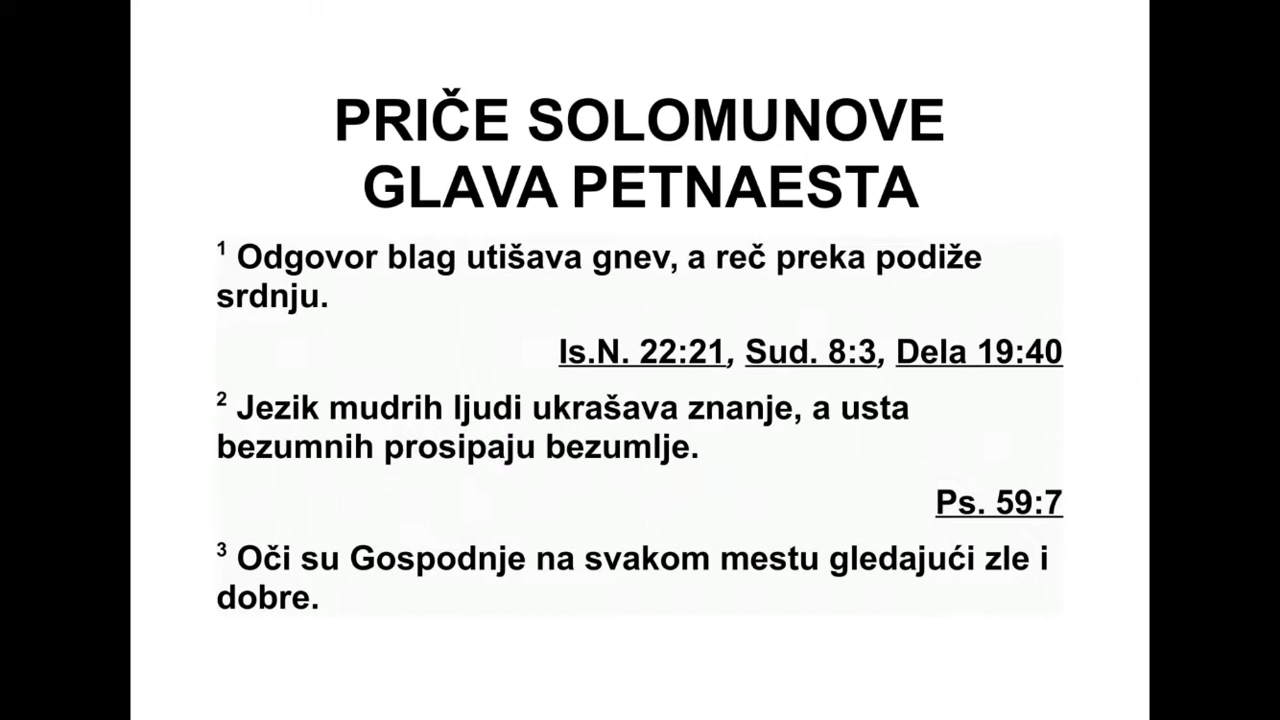 PRIČE SOLOMUNOVE
GLAVA PETNAESTA
1 Odgovor blag utišava gnev, a reč preka podiže
srdnju.
Is.N. 22:21, Sud. 8:3, Dela 19:40
2 Jezik mudrih ljudi ukrašava znanje, a usta
bezumnih prosipaju bezumlje.
Ps. 59:7
3 Oči su Gospodnje na svakom mestu gledajući zle i
dobre.